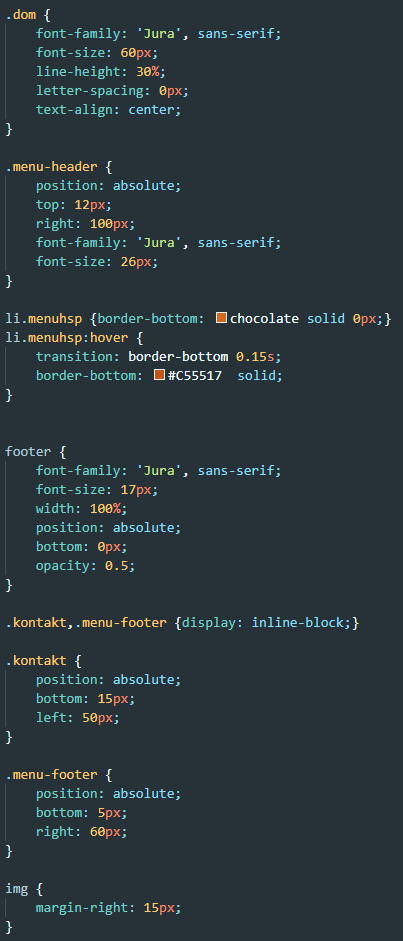 .dom {
    font-family: 'Jura', sans-serif;
    font-size: 60px;
    line-height: 30%;
    letter-spacing: 0px;
    text-align: center;
}

.menu-header {
    position: absolute;
    top: 12px;
    right: 100px;
    font-family: 'Jura', sans-serif;
    font-size: 26px;
}

li.menuhsp {border-bottom: chocolate solid 0px;}
li.menuhsp:hover {
    transition: border-bottom 0.15s;
    border-bottom: #C55517  solid;
}


footer {
    font-family: 'Jura', sans-serif;
    font-size: 17px;
    width: 100%;
    position: absolute;
    bottom: 0px;
    opacity: 0.5;
}

.kontakt,.menu-footer {display: inline-block;}

.kontakt {
    position: absolute;
    bottom: 15px;
    left: 50px;
}

.menu-footer {
    position: absolute;
    bottom: 5px;
    right: 60px;
}

img {
    margin-right: 15px;
}